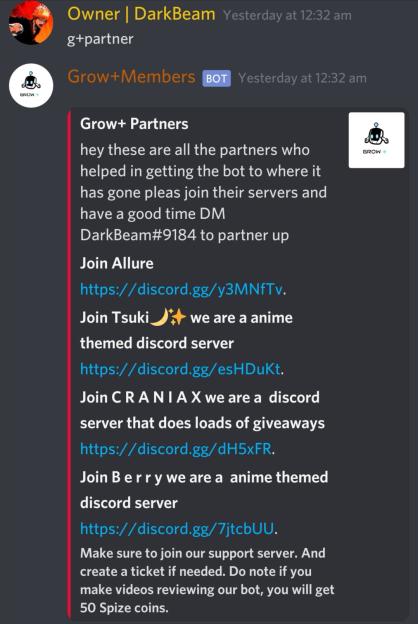 Owner | DarkBeam Yesterday at 12:32 am
g+partner
Grow+Members BOT Yesterday at 12:32 am
Grow+ Partners
hey these are all the partners who
helped in getting the bot to where it
has gone pleas join their servers and
have a good time DM
DarkBeam#9184 to partner up
Join Allure
https://discord.gg/y3MNfTv.
Join Tsuki🌙✨ we are a anime
themed discord server
https://discord.gg/esHDuKt.
Join C R A N I A X we are a discord
server that does loads of giveaways
https://discord.gg/dH5xFR.
Join B e r r y we are a anime themed
discord server
https://discord.gg/7jtcbUU.
Make sure to join our support server. And
create a ticket if needed. Do note if you
make videos reviewing our bot, you will get
50 Spize coins.
GROW +
GROW +